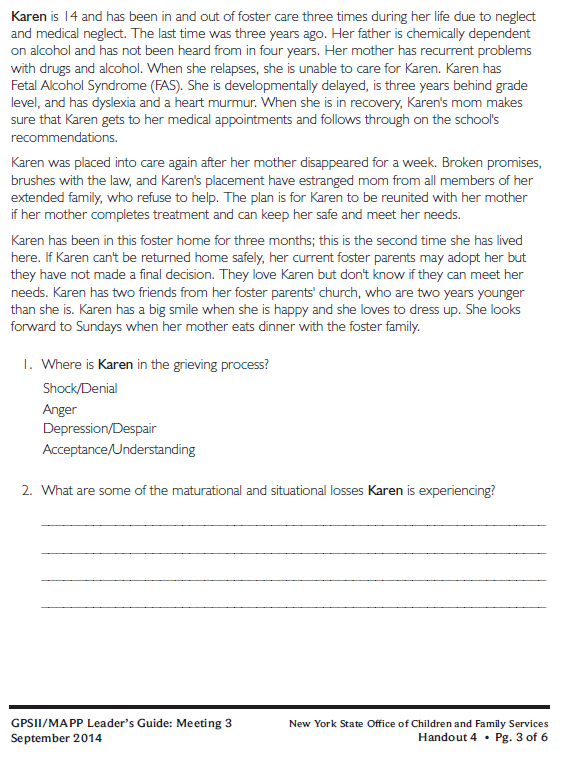 Karen is 14 and has been in and out of foster care three times during her life due to neglect
and medical neglect. The last time was three years ago. Her father is chemically dependent
on alcohol and has not been heard from in four years. Her mother has recurrent problems
with drugs and alcohol. When she relapses, she is unable to care for Karen. Karen has
Fetal Alcohol Syndrome (FAS). She is developmentally delayed, is three years behind grade
level, and has dyslexia and a heart murmur. When she is in recovery, Karen's mom makes
sure that Karen gets to her medical appointments and follows through on the school's
recommendations.
Karen was placed into care again after her mother disappeared for a week. Broken promises,
brushes with the law, and Karen's placement have estranged mom from all members of her
extended family, who refuse to help. The plan is for Karen to be reunited with her mother
if her mother completes treatment and can keep her safe and meet her needs.
Karen has been in this foster home for three months; this is the second time she has lived
here. If Karen can't be returned home safely, her current foster parents may adopt her but
they have not made a final decision. They love Karen but don't know if they can meet her
needs. Karen has two friends from her foster parents' church, who are two years younger
than she is. Karen has a big smile when she is happy and she loves to dress up. She looks
forward to Sundays when her mother eats dinner with the foster family.
1. Where is Karen in the grieving process?
Shock/Denial
Anger
Depression/Despair
Acceptance/Understanding
2. What are some of the maturational and situational losses Karen is experiencing?
GPSII/MAPP Leader's Guide: Meeting 3
September 2014
New York State Office of Children and Family Services
Handout 4 • Pg. 3 of 6